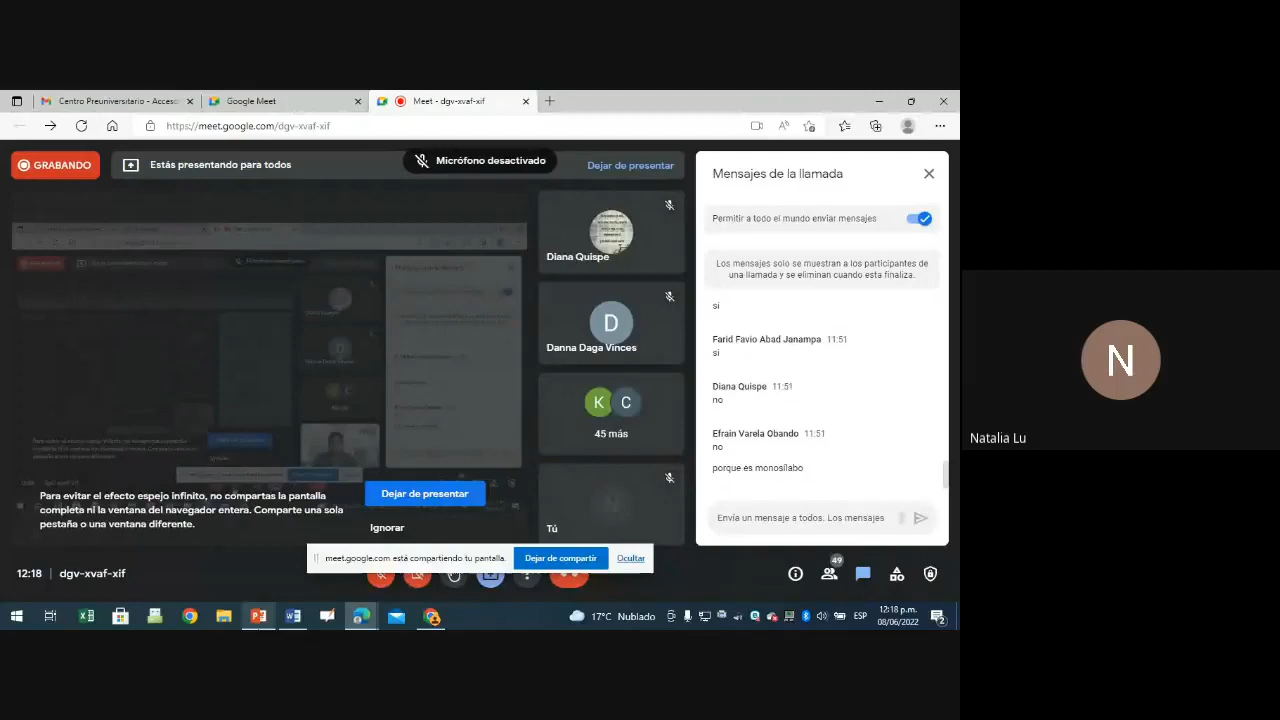 Centro Preuniversitario - Acceso
Google Meet
Meet - dgv-xvaf-xif
https://meet.google.com/dgv-xvaf-xif
GRABANDO
Estás presentando para todos
Micrófono desactivado
Dejar de presentar
Mensajes de la llamada
Permitir a todo el mundo enviar mensajes
Los mensajes solo se muestran a los participantes de
una llamada y se eliminan cuando esta finaliza.
si
Farid Favio Abad Janampa 11:51
si
Diana Quispe 11:51
no
Efrain Varela Obando 11:51
no
porque es monosílabo
Envía un mensaje a todos. Los mensajes
Diana Quispe
D
Danna Daga Vinces
K C
45 más
Tú
Para evitar el efecto espejo infinito, no compartas la pantalla
completa ni la ventana del navegador entera. Comparte una sola
pestaña o una ventana diferente.
Dejar de presentar
Ignorar
meet.google.com está compartiendo tu pantalla.
Dejar de compartir
Ocultar
12:18 | dgv-xvaf-xif
49
17°C Nublado
ESP
12:18 p.m.
08/06/2022
2
N
Natalia Lu